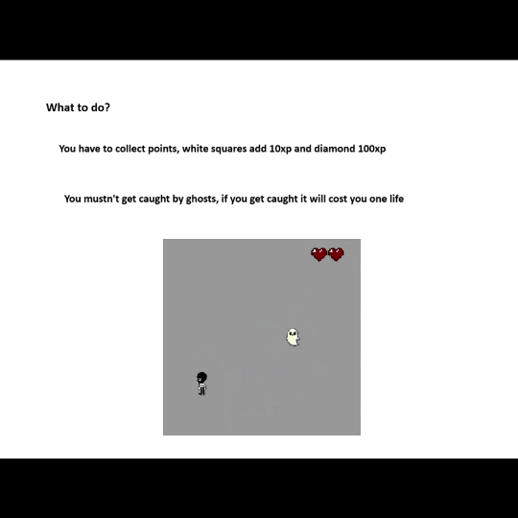 What to do?
You have to collect points, white squares add 10xp and diamond 100xp
You mustn't get caught by ghosts, if you get caught it will cost you one life